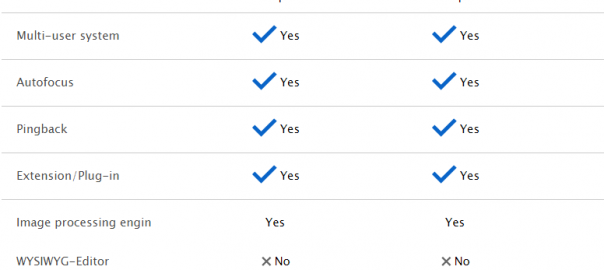 Multi-user system Yes Yes
Autofocus Yes Yes
Pingback Yes Yes
Extension/Plug-in Yes Yes
Image processing engin Yes Yes
WYSIWYG-Editor No No